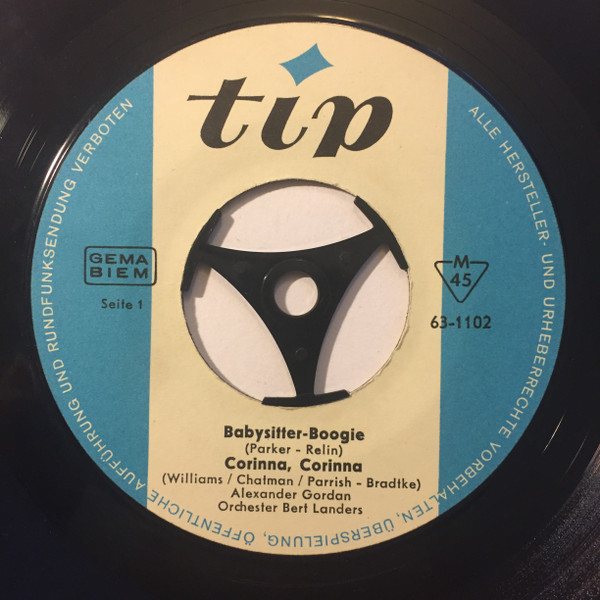 tip
ALLE HERSTELLER- UND URHEBERRECHTE VORBEHALTEN, ÜBERSPIELUNG, ÖFFENTLICHE AUFFÜHRUNG UND RUNDFUNKSENDUNG VERBOTEN
GEMA
BIEM
Seite 1
M
45
63-1102
Babysitter-Boogie
(Parker - Relin)
Corinna, Corinna
(Williams / Chatman / Parrish - Bradtke)
Alexander Gordan
Orchester Bert Landers